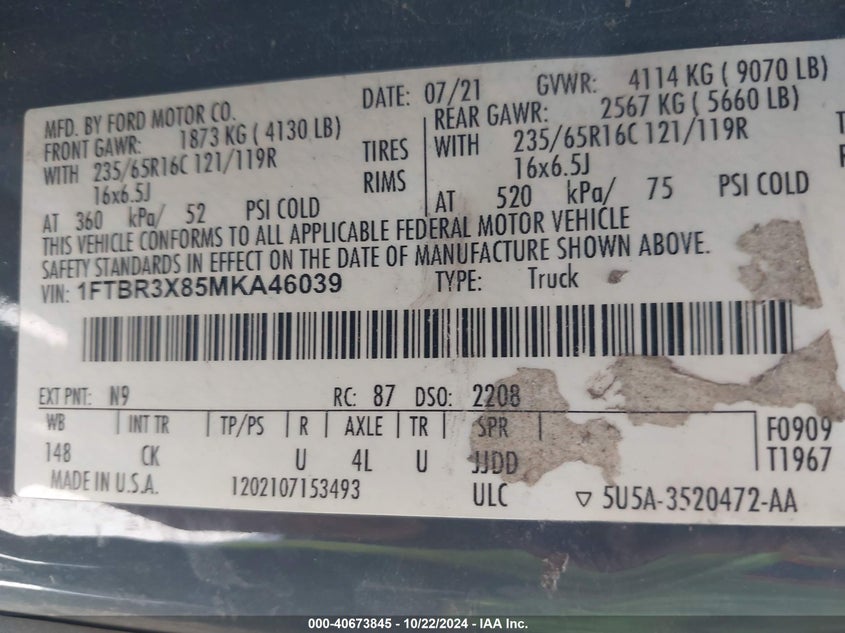 MFD. BY FORD MOTOR CO. DATE: 07/21 GVWR: 4114 KG ( 9070 LB)
FRONT GAWR: 1873 KG ( 4130 LB) REAR GAWR: 2567 KG ( 5660 LB)
WITH 235/65R16C 121/119R TIRES WITH 235/65R16C 121/119R
16x6.5J RIMS 16x6.5J
AT 360 kPa/ 52 PSI COLD AT 520 kPa/ 75 PSI COLD
THIS VEHICLE CONFORMS TO ALL APPLICABLE FEDERAL MOTOR VEHICLE
SAFETY STANDARDS IN EFFECT ON THE DATE OF MANUFACTURE SHOWN ABOVE.
VIN: 1FTBR3X85MKA46039 TYPE: Truck
EXT PNT: N9 RC: 87 DSO: 2208
WB INT TR TP/PS R AXLE TR SPR F0909
148 CK U 4L U JJDD T1967
MADE IN U.S.A. 1202107153493 ULC ▽ 5U5A-3520472-AA
000-40673845 - 10/22/2024 - IAA Inc.